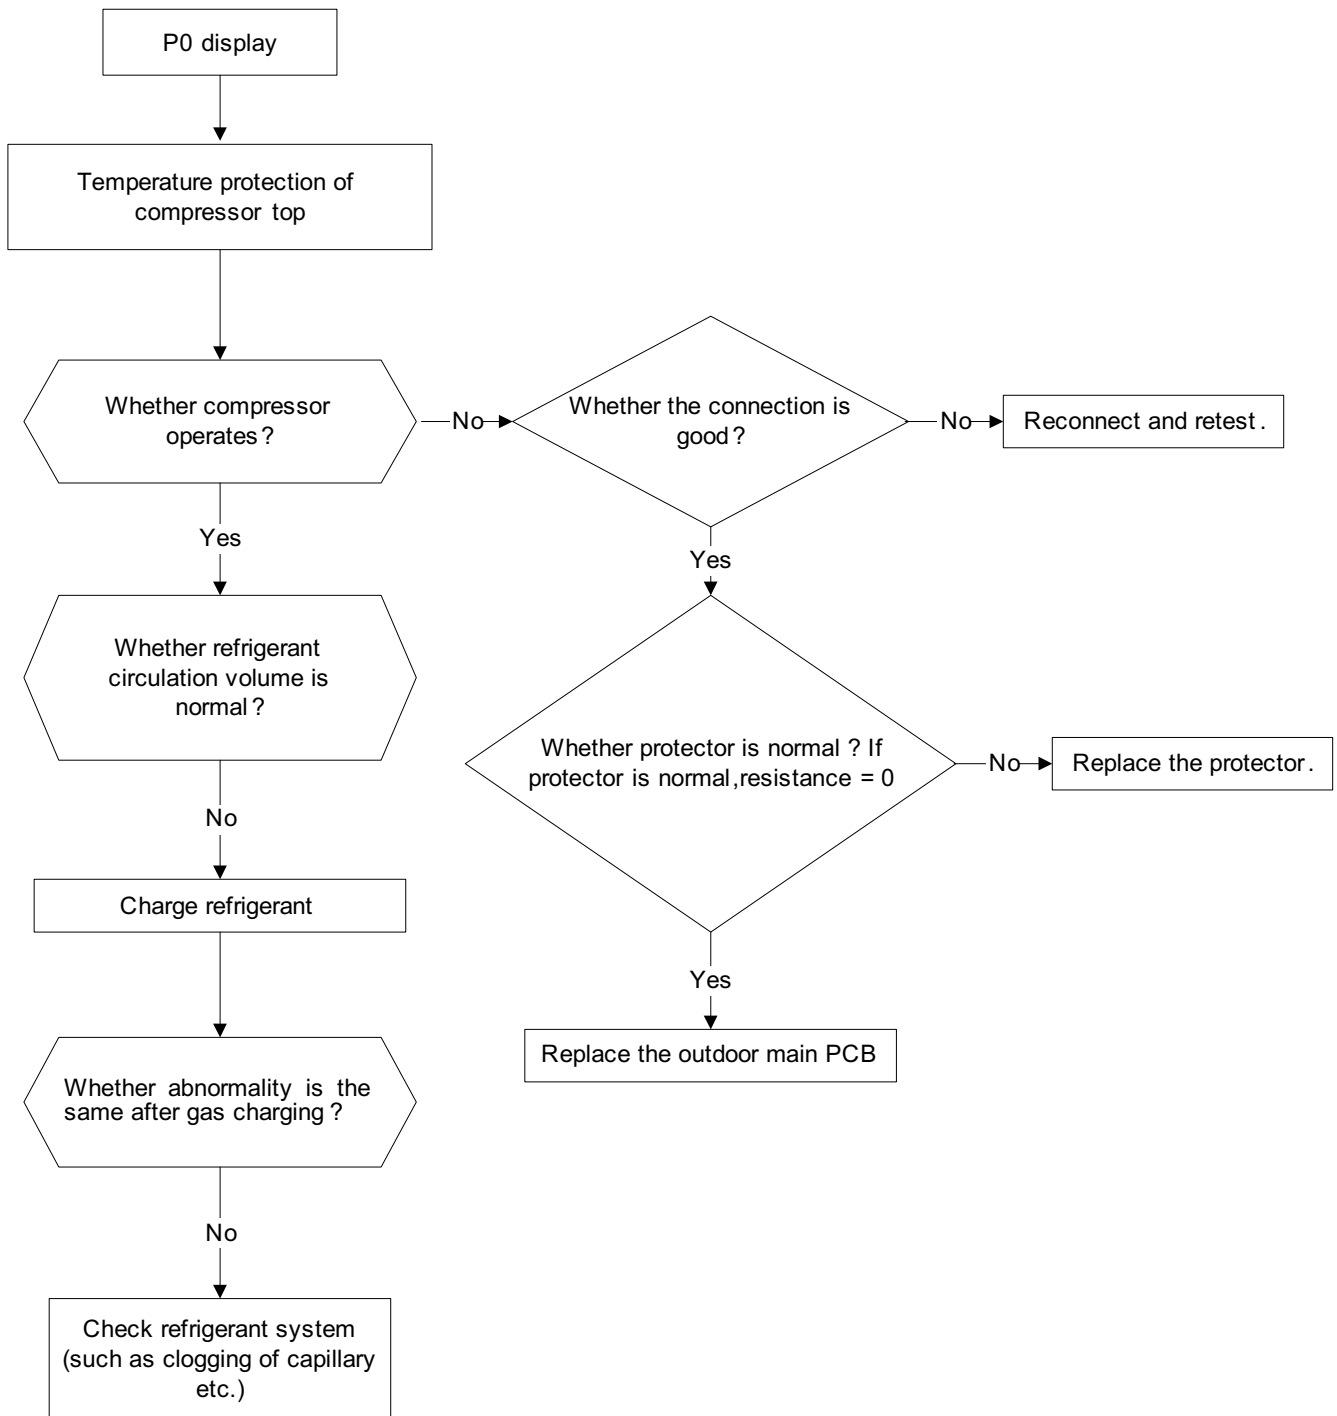 P0 display
Temperature protection of
compressor top
Whether compressor
operates?
No
Whether the connection is
good?
No
Reconnect and retest.
Yes
Yes
Whether refrigerant
circulation volume is
normal?
Whether protector is normal? If
protector is normal,resistance = 0
No
Replace the protector.
No
Charge refrigerant
Yes
Replace the outdoor main PCB
Whether abnormality is the
same after gas charging?
No
Check refrigerant system
(such as clogging of capillary
etc.)